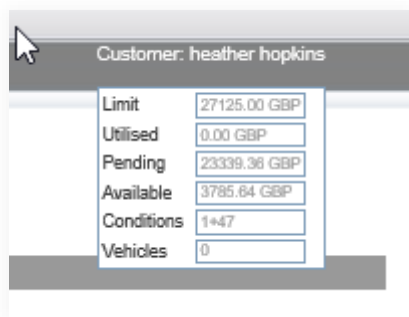 Customer: heather hopkins
Limit 27125.00 GBP
Utilised 0.00 GBP
Pending 23339.36 GBP
Available 3785.64 GBP
Conditions 1+47
Vehicles 0